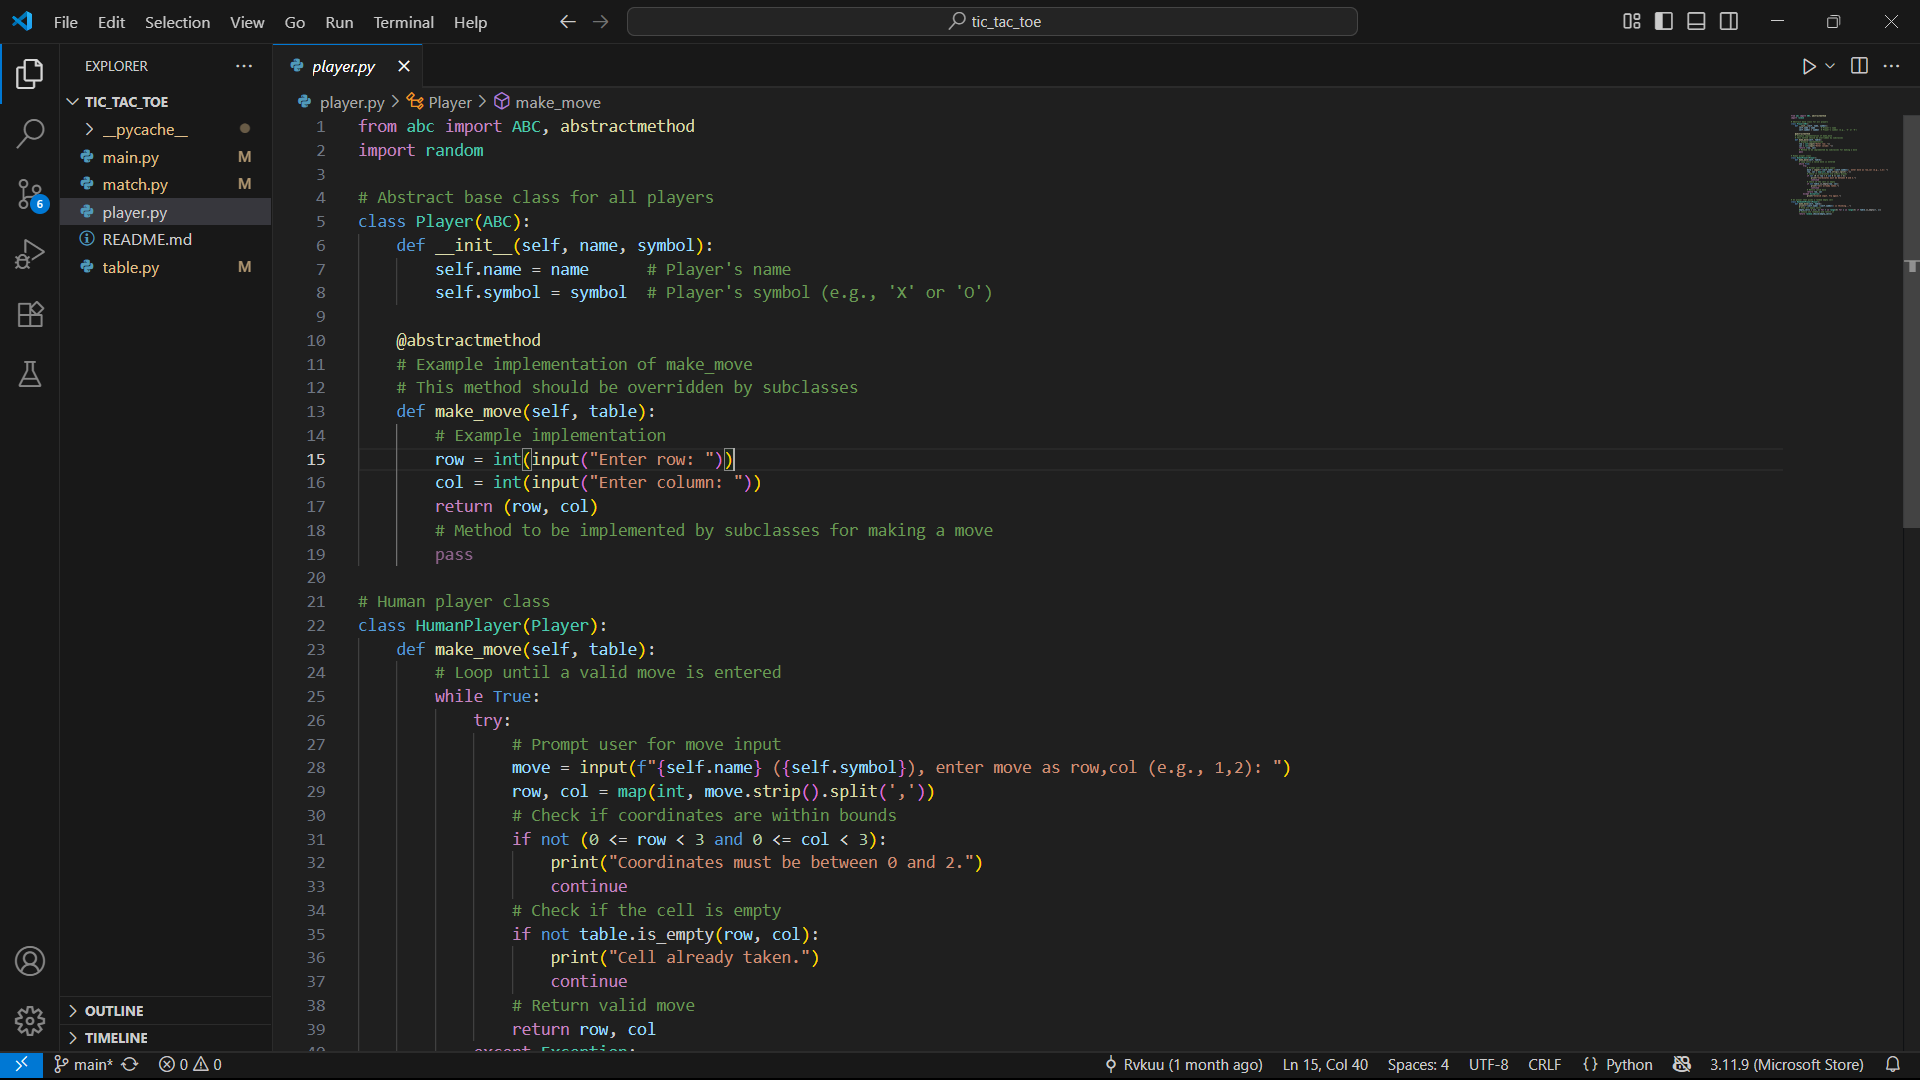 File Edit Selection View Go Run Terminal Help
tic_tac_toe
EXPLORER
TIC_TAC_TOE
__pycache__
main.py M
match.py M
player.py
README.md
table.py M
OUTLINE
TIMELINE
player.py
player.py > Player > make_move
1 from abc import ABC, abstractmethod
2 import random
3
4 # Abstract base class for all players
5 class Player(ABC):
6     def __init__(self, name, symbol):
7         self.name = name      # Player's name
8         self.symbol = symbol  # Player's symbol (e.g., 'X' or 'O')
9
10     @abstractmethod
11     # Example implementation of make_move
12     # This method should be overridden by subclasses
13     def make_move(self, table):
14         # Example implementation
15         row = int(input("Enter row: "))
16         col = int(input("Enter column: "))
17         return (row, col)
18         # Method to be implemented by subclasses for making a move
19         pass
20
21 # Human player class
22 class HumanPlayer(Player):
23     def make_move(self, table):
24         # Loop until a valid move is entered
25         while True:
26             try:
27                 # Prompt user for move input
28                 move = input(f"{self.name} ({self.symbol}), enter move as row,col (e.g., 1,2): ")
29                 row, col = map(int, move.strip().split(','))
30                 # Check if coordinates are within bounds
31                 if not (0 <= row < 3 and 0 <= col < 3):
32                     print("Coordinates must be between 0 and 2.")
33                     continue
34                 # Check if the cell is empty
35                 if not table.is_empty(row, col):
36                     print("Cell already taken.")
37                     continue
38                 # Return valid move
39                 return row, col
40             except Exception:
6
main* 0 0
Rvkuu (1 month ago) Ln 15, Col 40 Spaces: 4 UTF-8 CRLF {} Python 3.11.9 (Microsoft Store)